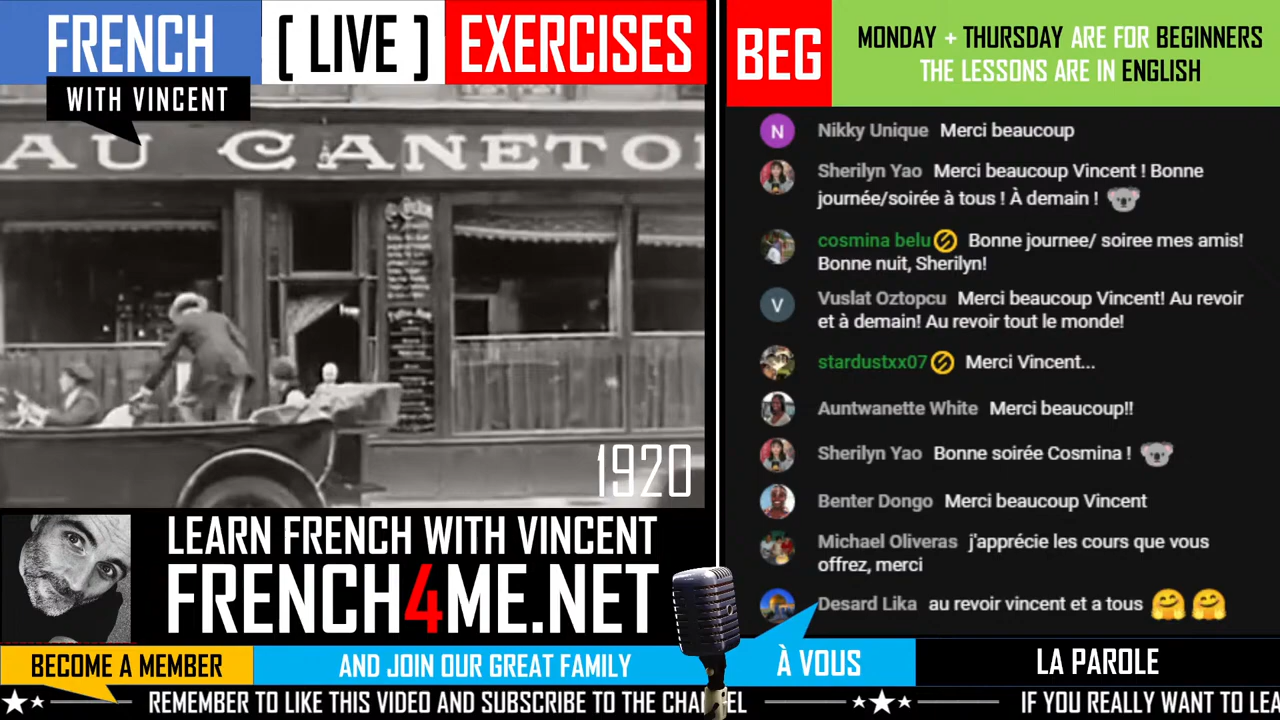 FRENCH
WITH VINCENT
[ LIVE ]
EXERCISES
BEG
MONDAY + THURSDAY ARE FOR BEGINNERS
THE LESSONS ARE IN ENGLISH
AU CANETO
1920
N
Nikky Unique Merci beaucoup
Sherilyn Yao Merci beaucoup Vincent ! Bonne
journée/soirée à tous ! À demain !
cosmina belu Bonne journee/ soiree mes amis!
Bonne nuit, Sherilyn!
V
Vuslat Oztopcu Merci beaucoup Vincent! Au revoir
et à demain! Au revoir tout le monde!
stardustxx07 Merci Vincent...
Auntwanette White Merci beaucoup!!
Sherilyn Yao Bonne soirée Cosmina !
Benter Dongo Merci beaucoup Vincent
Michael Oliveras j'apprécie les cours que vous
offrez, merci
Desard Lika au revoir vincent et a tous
LEARN FRENCH WITH VINCENT
FRENCH4ME.NET
BECOME A MEMBER
AND JOIN OUR GREAT FAMILY
À VOUS
LA PAROLE
REMEMBER TO LIKE THIS VIDEO AND SUBSCRIBE TO THE CHANNEL
IF YOU REALLY WANT TO LEA